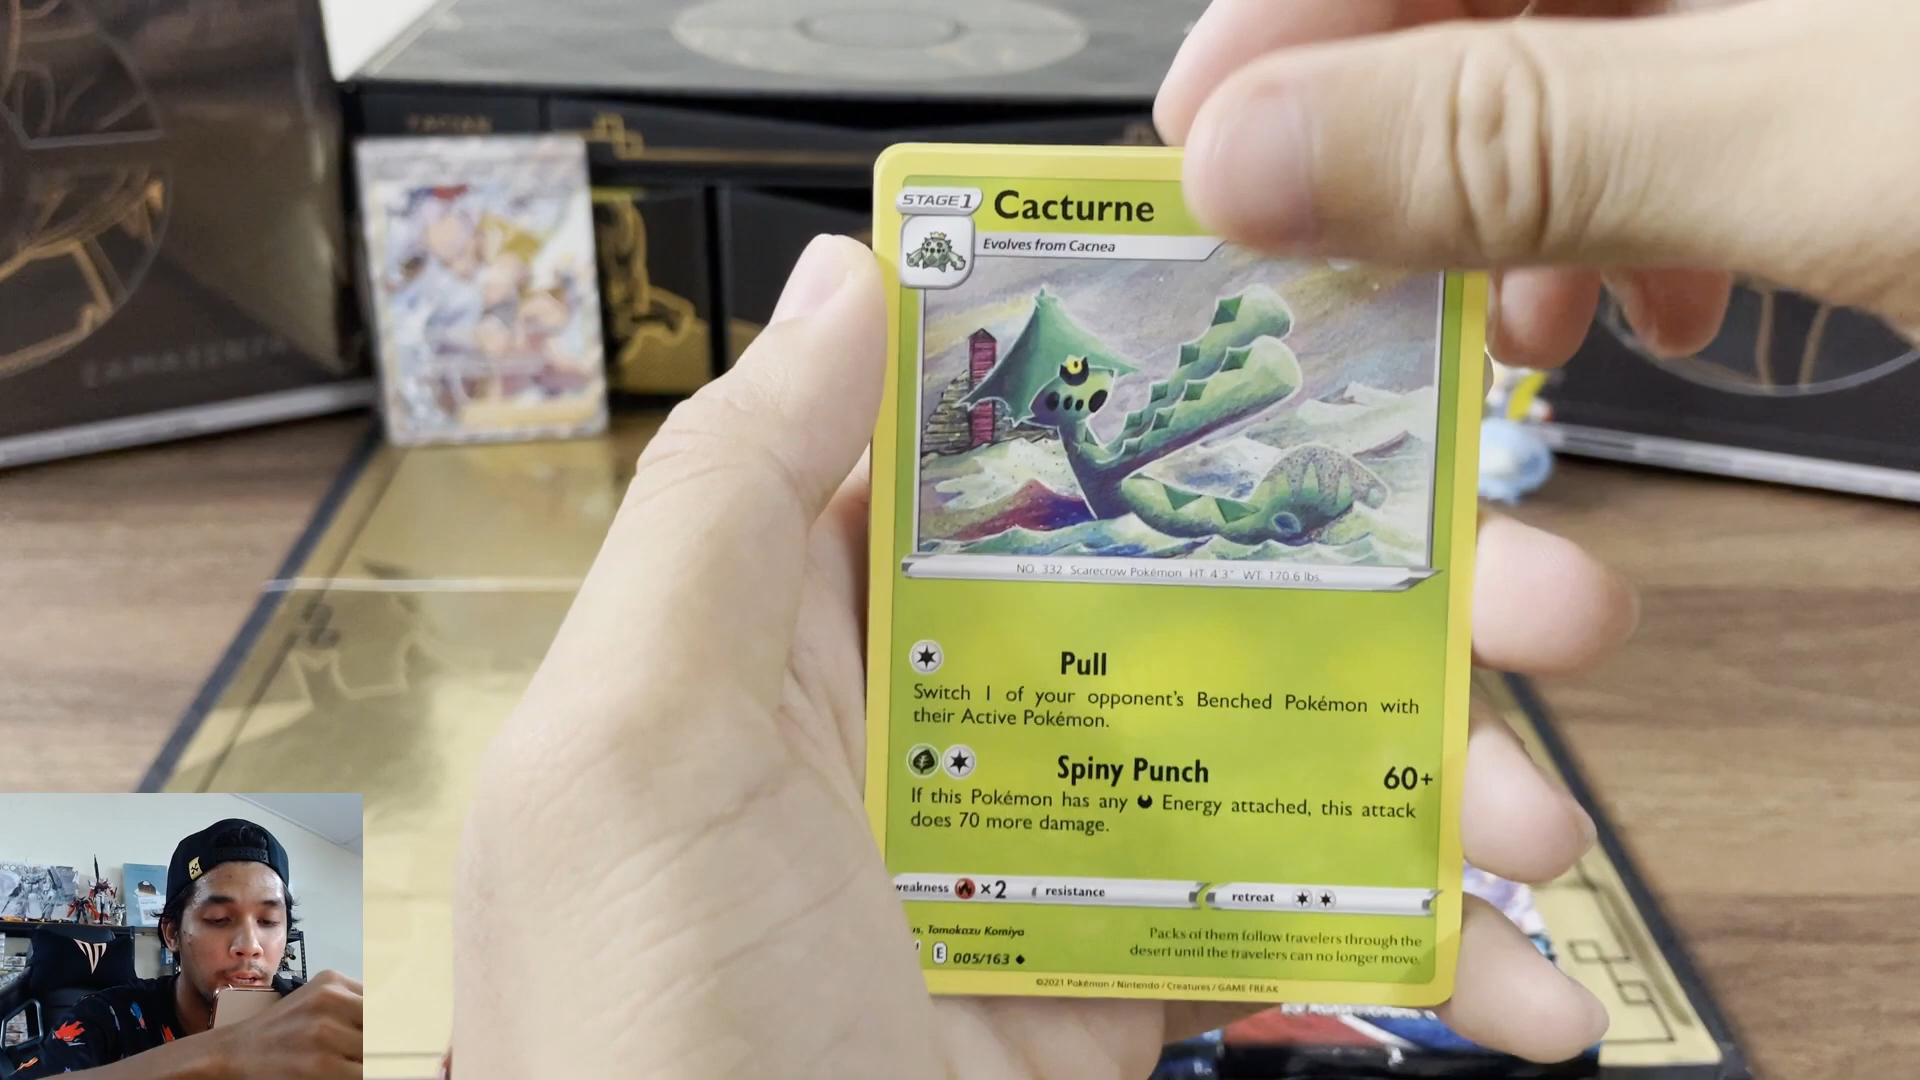 STAGE 1
Cacturne
Evolves from Cacnea
NO. 332 Scarecrow Pokémon HT. 4'3" WT. 170.6 lbs.
Pull
Switch 1 of your opponent's Benched Pokémon with
their Active Pokémon.
Spiny Punch 60+
If this Pokémon has any Energy attached, this attack
does 70 more damage.
weakness ×2 resistance retreat
Tomokazu Komiya
Packs of them follow travelers through the
desert until the travelers can no longer move.
E 005/163
©2021 Pokémon / Nintendo / Creatures / GAME FREAK